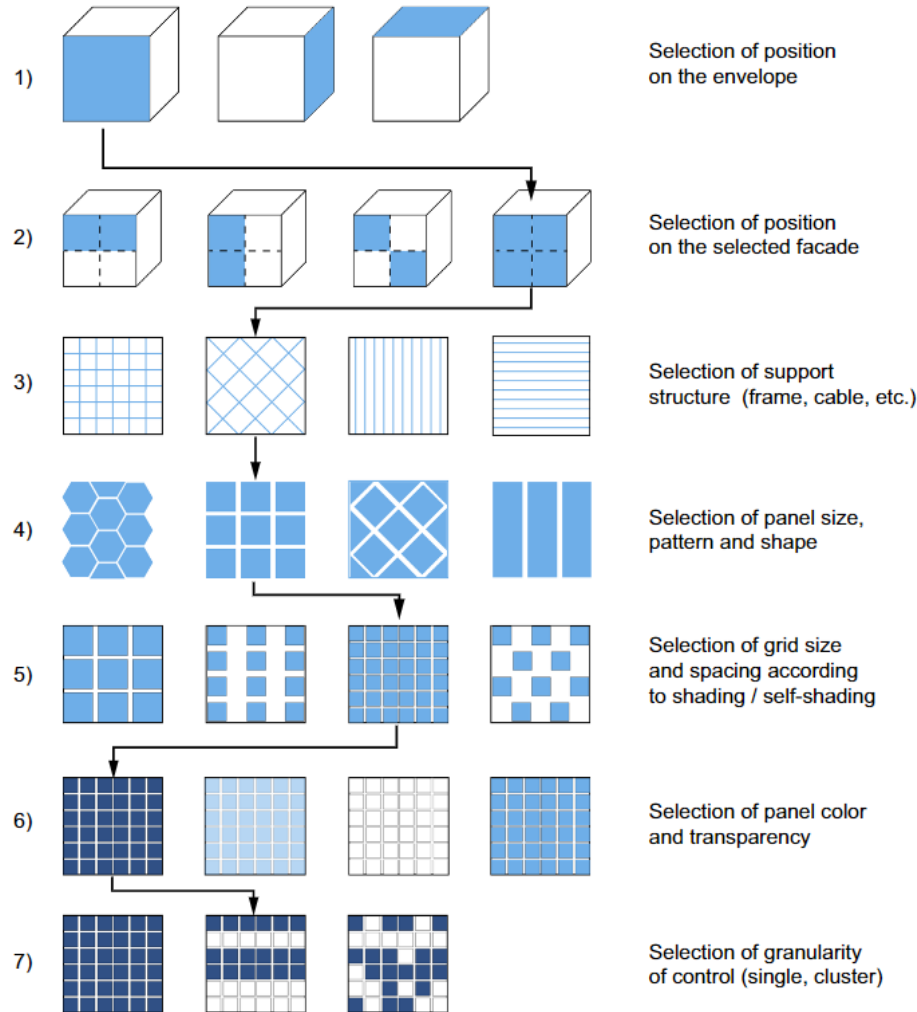 1)
Selection of position
on the envelope
2)
Selection of position
on the selected facade
3)
Selection of support
structure  (frame, cable, etc.)
4)
Selection of panel size,
pattern and shape
5)
Selection of grid size
and spacing according
to shading / self-shading
6)
Selection of panel color
and transparency
7)
Selection of granularity
of control (single, cluster)